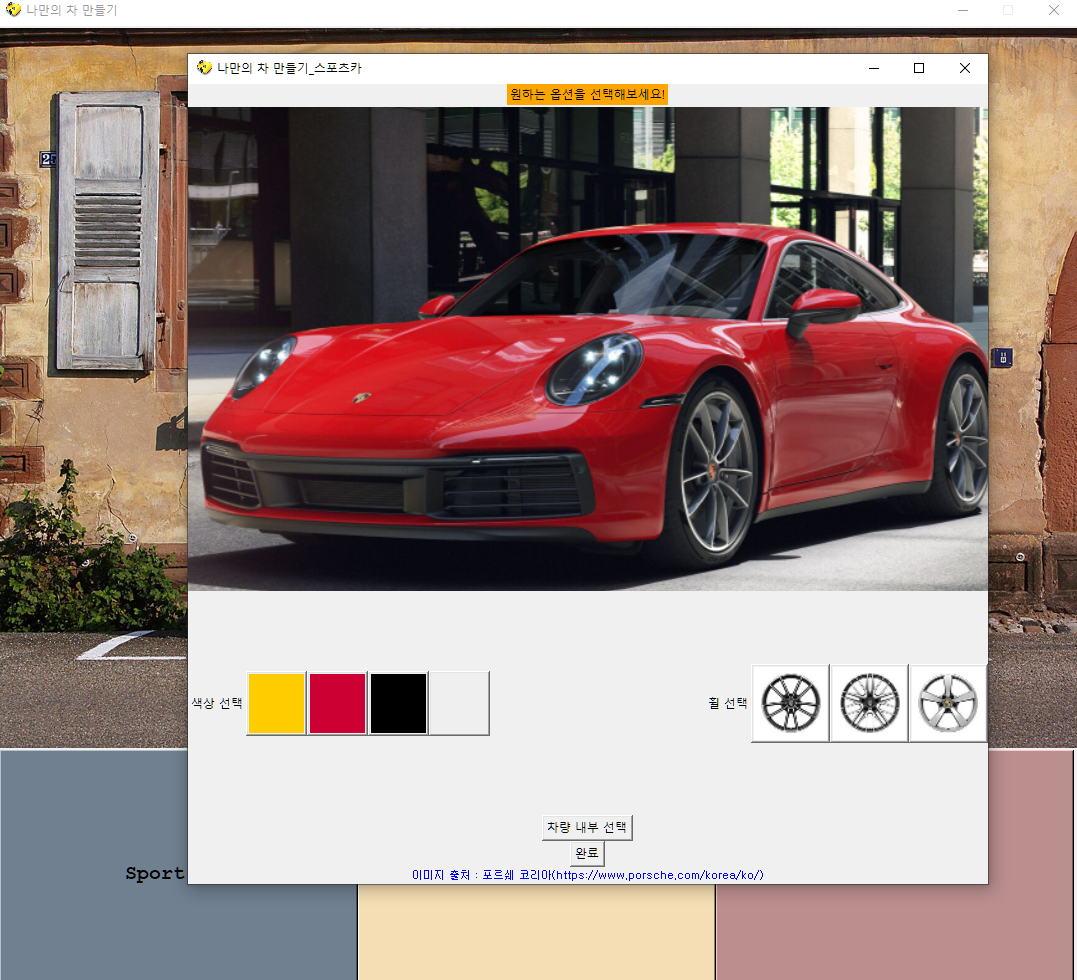 나만의 차 만들기
나만의 차 만들기_스포츠카
원하는 옵션을 선택해보세요!
색상 선택
휠 선택
차량 내부 선택
완료
Sport
이미지 출처 : 포르쉐 코리아(https://www.porsche.com/korea/ko/)